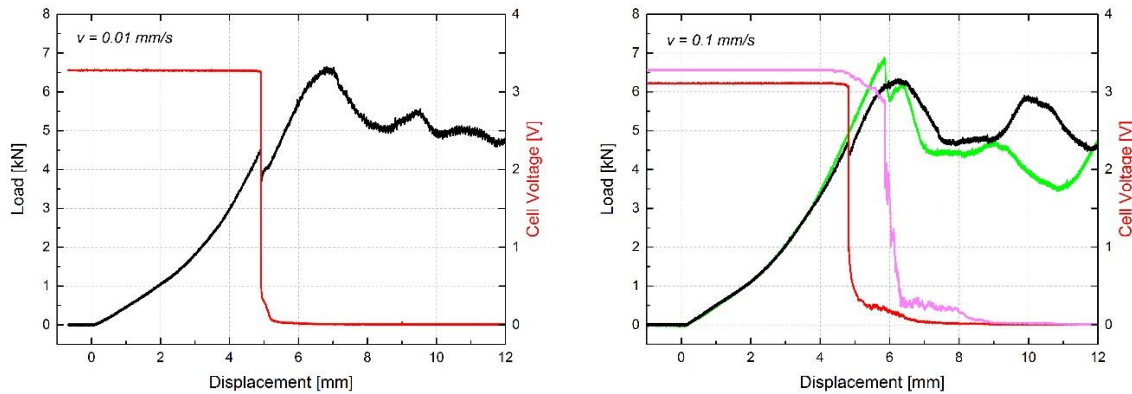 v = 0.01 mm/s
Load [kN]
8
7
6
5
4
3
2
1
0
4
3
2
1
0
Cell Voltage [V]
0 2 4 6 8 10 12
Displacement [mm]
v = 0.1 mm/s
Load [kN]
8
7
6
5
4
3
2
1
0
4
3
2
1
0
Cell Voltage [V]
0 2 4 6 8 10 12
Displacement [mm]